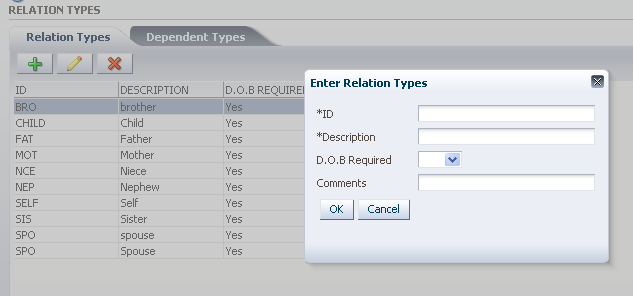 RELATION TYPES
Relation Types Dependent Types
ID DESCRIPTION D.O.B REQUIRE
BRO brother Yes
CHILD Child Yes
FAT Father Yes
MOT Mother Yes
NCE Niece Yes
NEP Nephew Yes
SELF Self Yes
SIS Sister Yes
SPO spouse Yes
SPO Spouse Yes
Enter Relation Types
*ID
*Description
D.O.B Required
Comments
OK Cancel